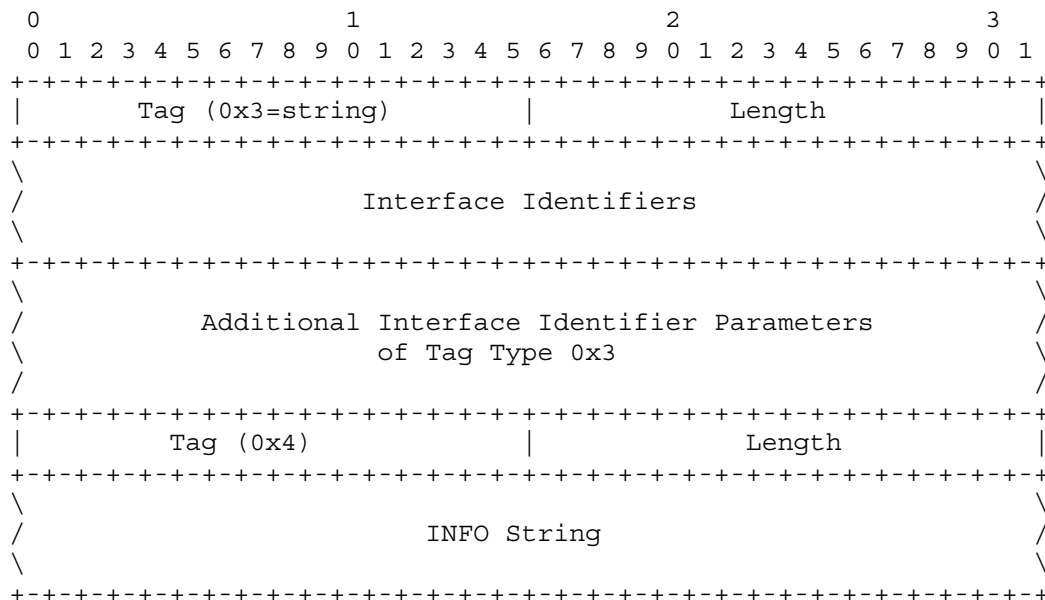 0                   1                   2                   3
 0 1 2 3 4 5 6 7 8 9 0 1 2 3 4 5 6 7 8 9 0 1 2 3 4 5 6 7 8 9 0 1
+-+-+-+-+-+-+-+-+-+-+-+-+-+-+-+-+-+-+-+-+-+-+-+-+-+-+-+-+-+-+-+-+
|       Tag (0x3=string)        |            Length             |
+-+-+-+-+-+-+-+-+-+-+-+-+-+-+-+-+-+-+-+-+-+-+-+-+-+-+-+-+-+-+-+-+
\                                                               \
/                     Interface Identifiers                     /
\                                                               \
+-+-+-+-+-+-+-+-+-+-+-+-+-+-+-+-+-+-+-+-+-+-+-+-+-+-+-+-+-+-+-+-+
\                                                               \
/           Additional Interface Identifier Parameters          /
\                      of Tag Type 0x3                          \
/                                                               /
+-+-+-+-+-+-+-+-+-+-+-+-+-+-+-+-+-+-+-+-+-+-+-+-+-+-+-+-+-+-+-+-+
|         Tag (0x4)             |             Length            |
+-+-+-+-+-+-+-+-+-+-+-+-+-+-+-+-+-+-+-+-+-+-+-+-+-+-+-+-+-+-+-+-+
\                                                               \
/                         INFO String                           /
\                                                               \
+-+-+-+-+-+-+-+-+-+-+-+-+-+-+-+-+-+-+-+-+-+-+-+-+-+-+-+-+-+-+-+-+